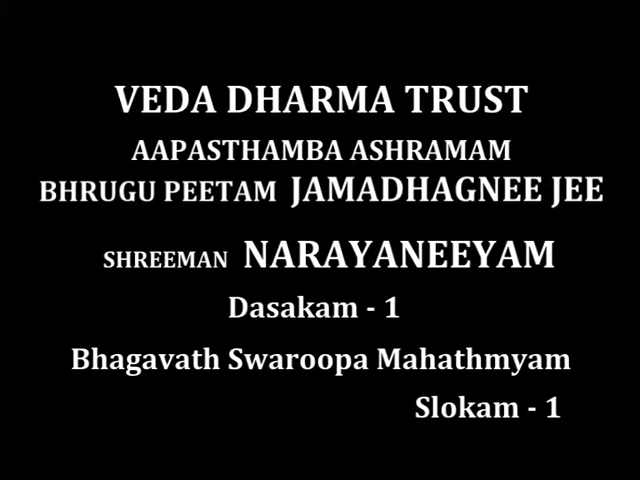 VEDA DHARMA TRUST
AAPASTHAMBA ASHRAMAM
BHRUGU PEETAM JAMADHAGNEE JEE
SHREEMAN NARAYANEEYAM
Dasakam - 1
Bhagavath Swaroopa Mahathmyam
Slokam - 1